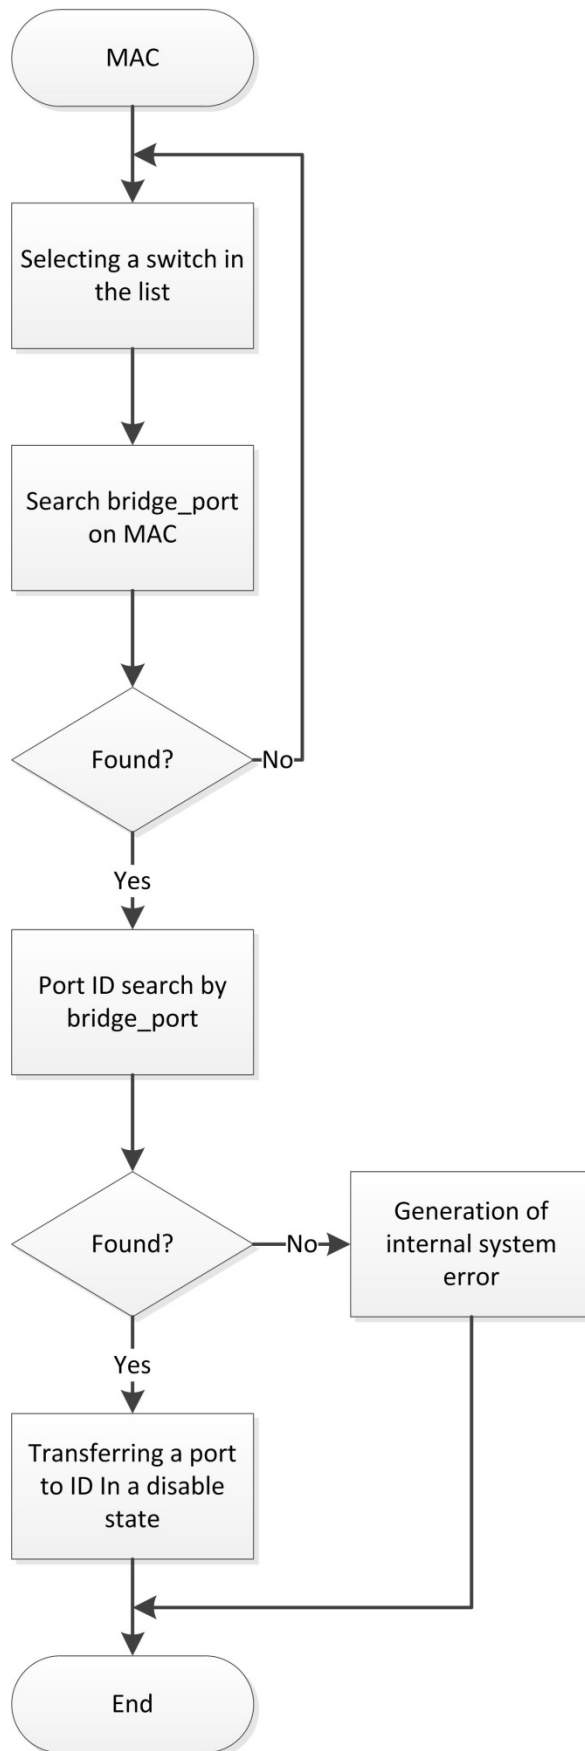 MAC
Selecting a switch in
the list
Search bridge_port
on MAC
Found?
No
Yes
Port ID search by
bridge_port
Found?
No
Generation of
internal system
error
Yes
Transferring a port
to ID In a disable
state
End